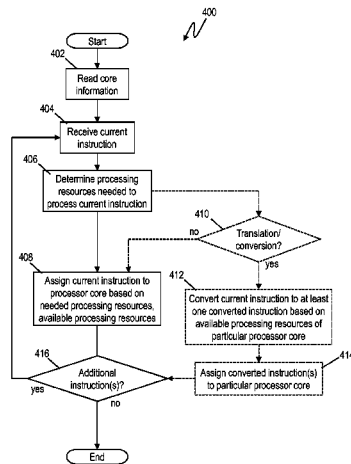 400
Start
402
Read core
information
404
Receive current
instruction
406
Determine processing
resources needed to
process current instruction
410
no
Translation/
conversion?
yes
408
Assign current instruction to
processor core based on
needed processing resources,
available processing resources
412
Convert current instruction to at least
one converted instruction based on
available processing resources of
particular processor core
414
Assign converted instruction(s)
to particular processor core
416
Additional
instruction(s)?
yes
no
End